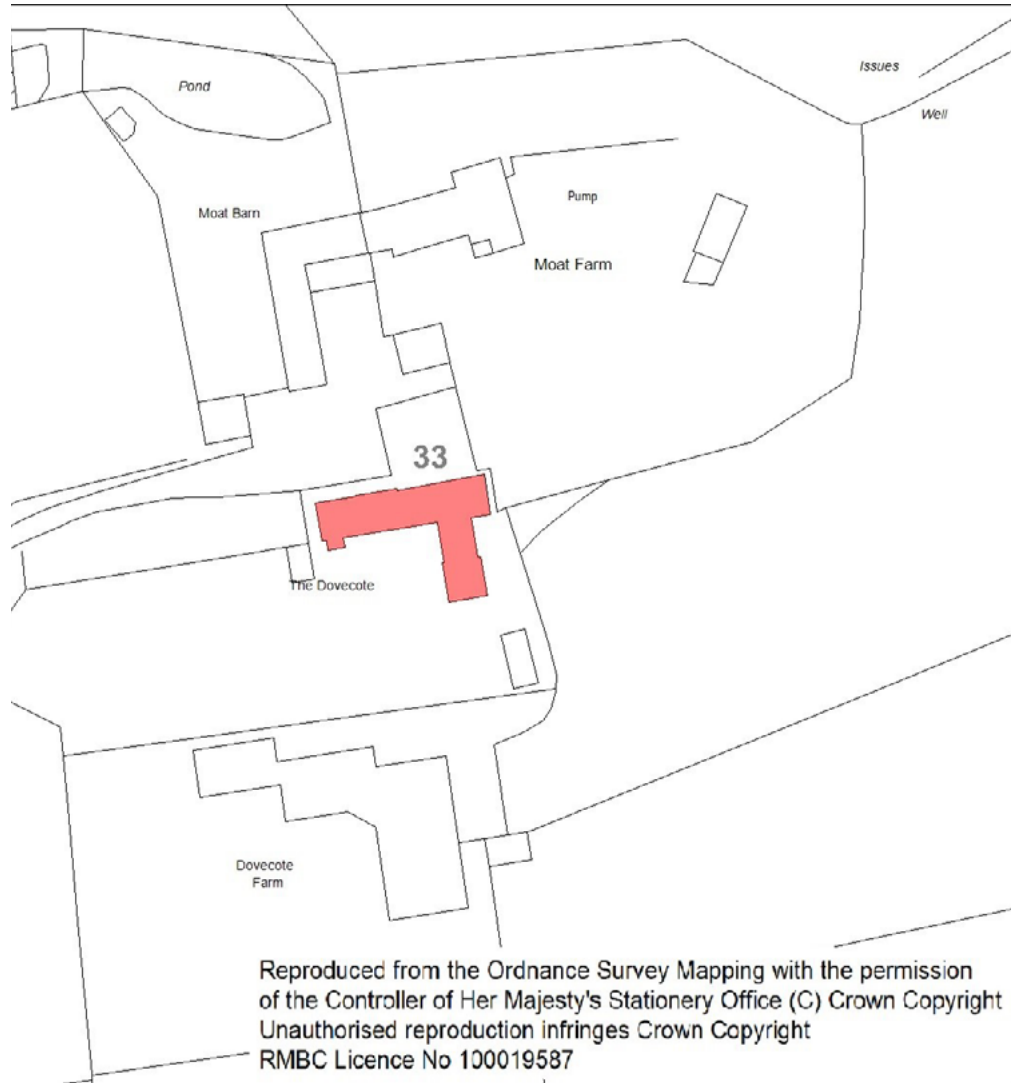 Issues
Pond
Well
Pump
Moat Barn
Moat Farm
33
The Dovecote
Dovecote
Farm
Reproduced from the Ordnance Survey Mapping with the permission
of the Controller of Her Majesty's Stationery Office (C) Crown Copyright
Unauthorised reproduction infringes Crown Copyright
RMBC Licence No 100019587